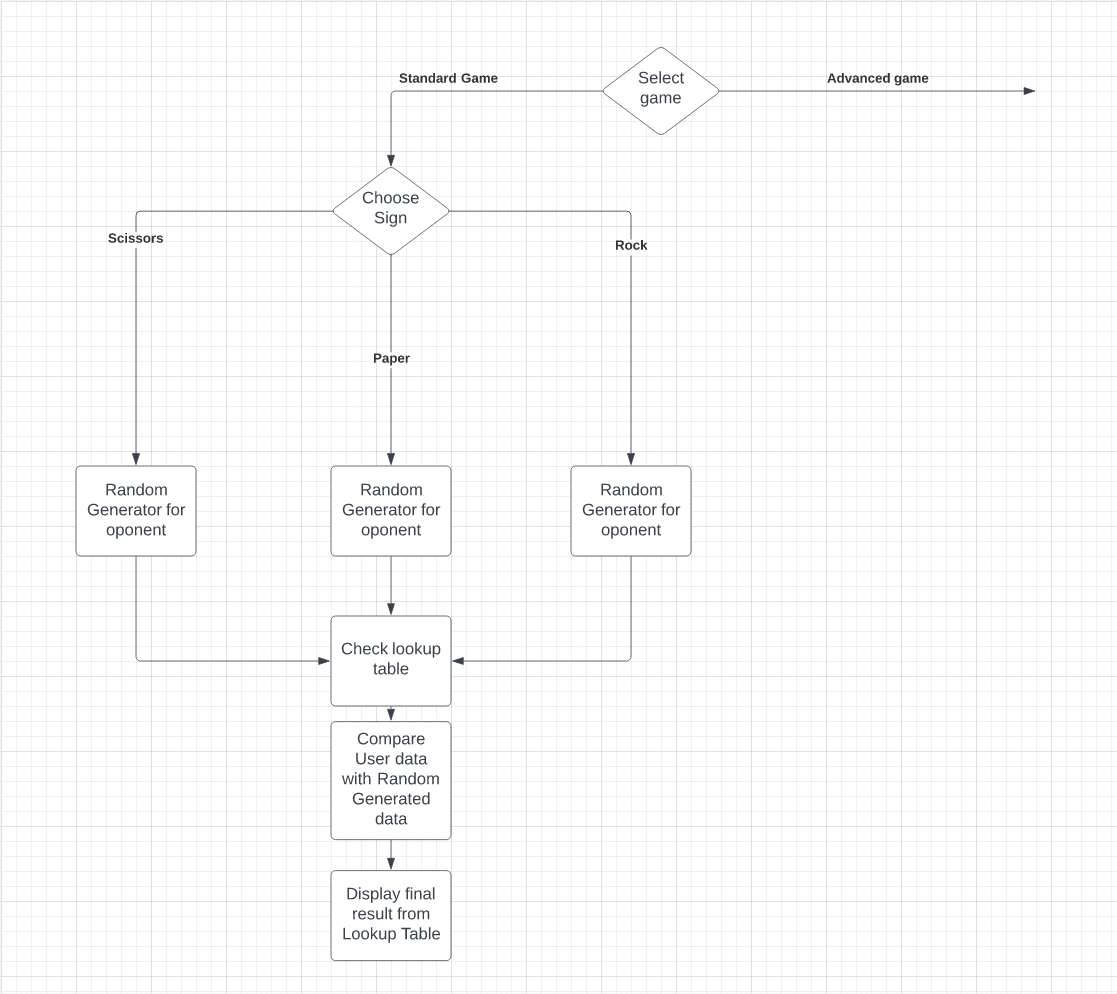 Standard Game
Select
game
Advanced game
Choose
Sign
Scissors
Rock
Paper
Random
Generator for
oponent
Random
Generator for
oponent
Random
Generator for
oponent
Check lookup
table
Compare
User data
with Random
Generated
data
Display final
result from
Lookup Table